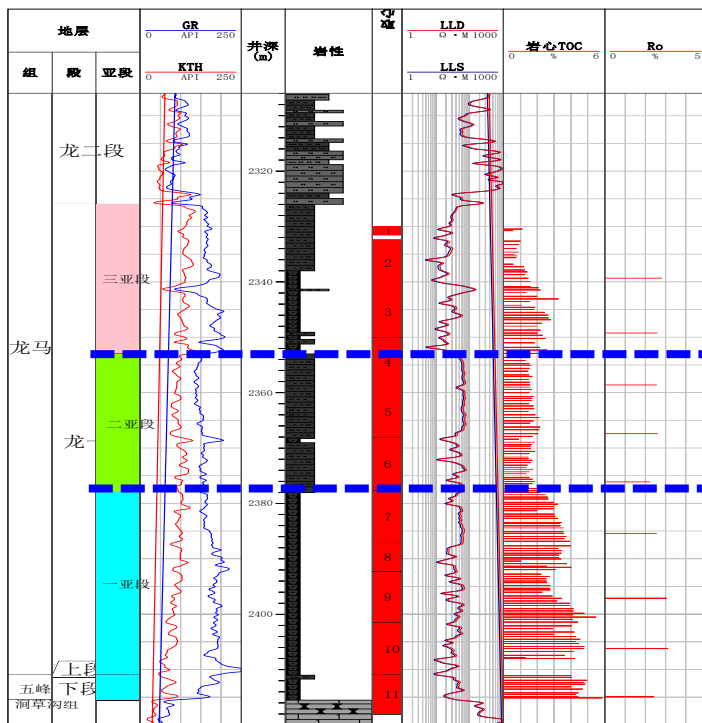 地层
组 段 亚段
GR
0 API 250
KTH
0 API 250
井深
(m)
岩性
LLD
1 Ω•M 1000
LLS
1 Ω•M 1000
岩心TOC
0 % 6
Ro
0 % 5
龙二段
2320
1
三亚段
2340
2
3
龙马
4
2360
二亚段
5
龙一
6
2380
7
一亚段
8
9
2400
10
上段
五峰
下段
11
涧草沟组